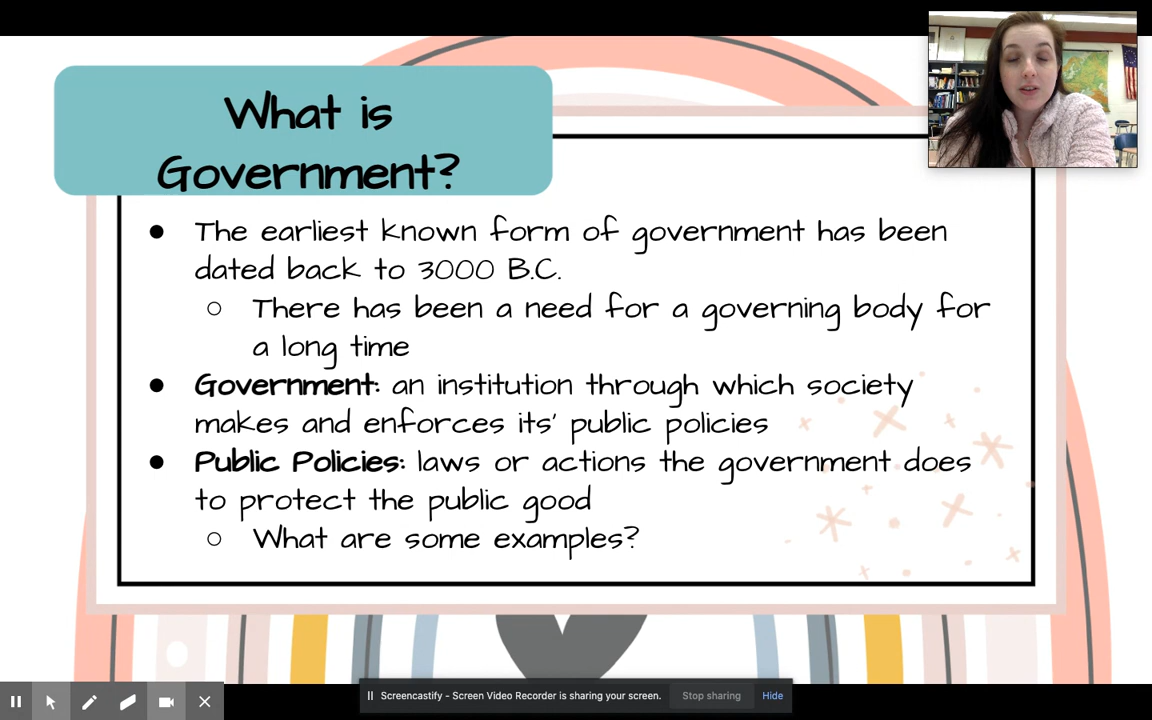 What is
Government?
● The earliest known form of government has been
dated back to 3000 B.C.
○ There has been a need for a governing body for
a long time
● Government: an institution through which society
makes and enforces its' public policies
● Public Policies: laws or actions the government does
to protect the public good
○ What are some examples?
Screencastify - Screen Video Recorder is sharing your screen. Stop sharing Hide